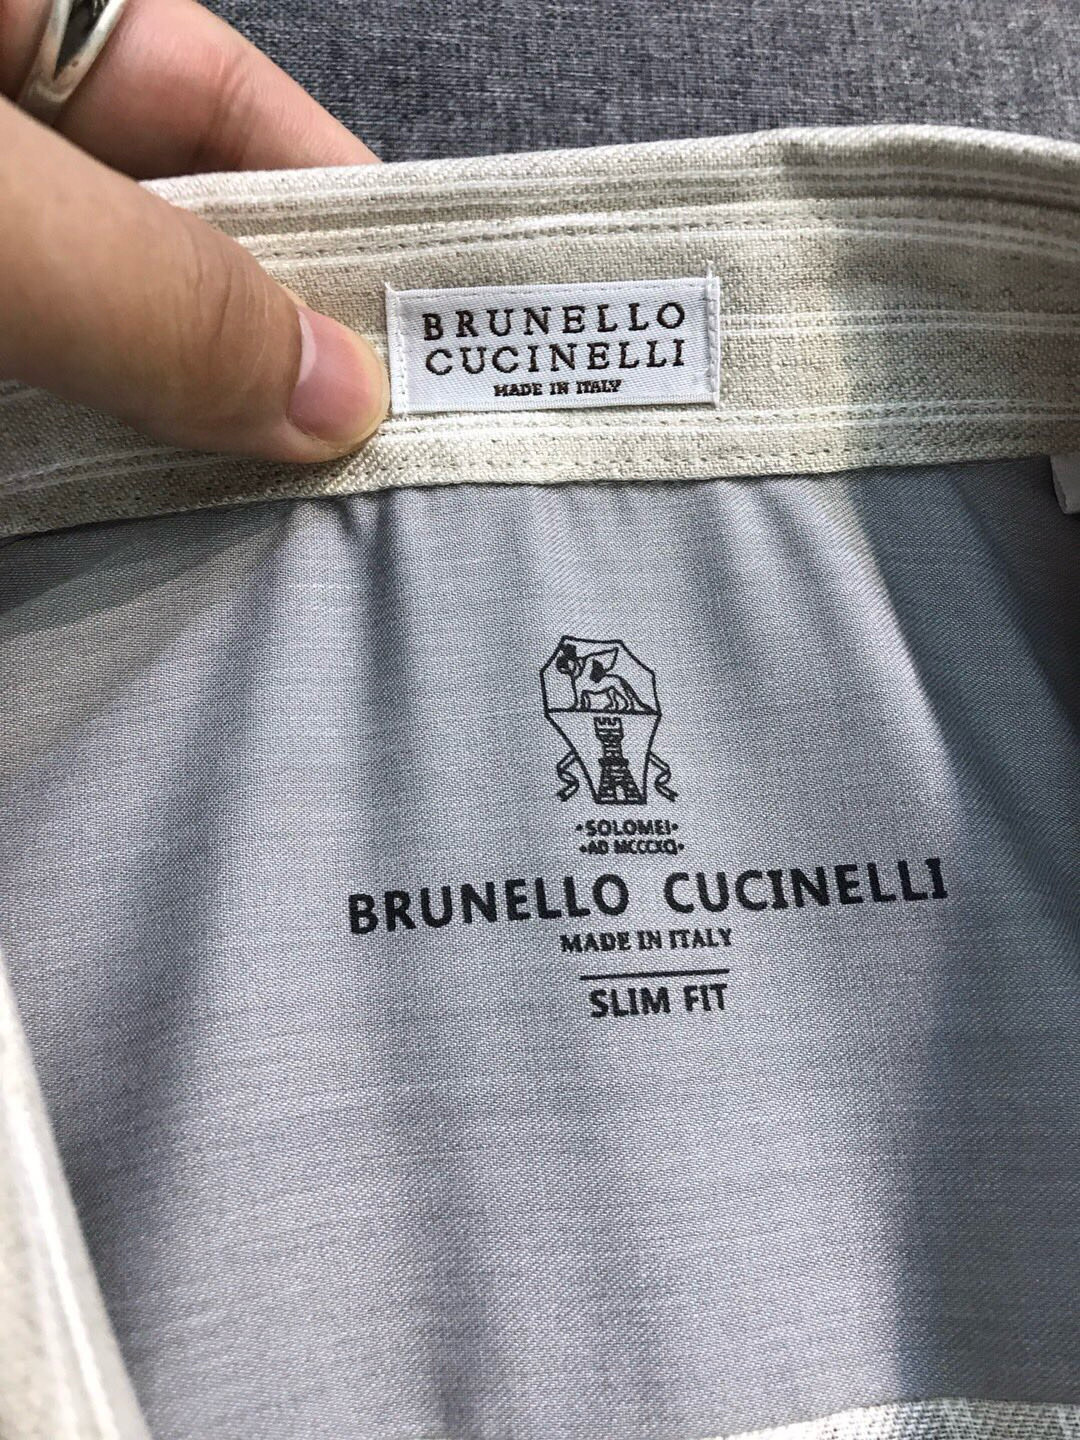 BRUNELLO
CUCINELLI
MADE IN ITALY
•SOLOMEI•
•AD MCCCXCI•
BRUNELLO CUCINELLI
MADE IN ITALY
SLIM FIT